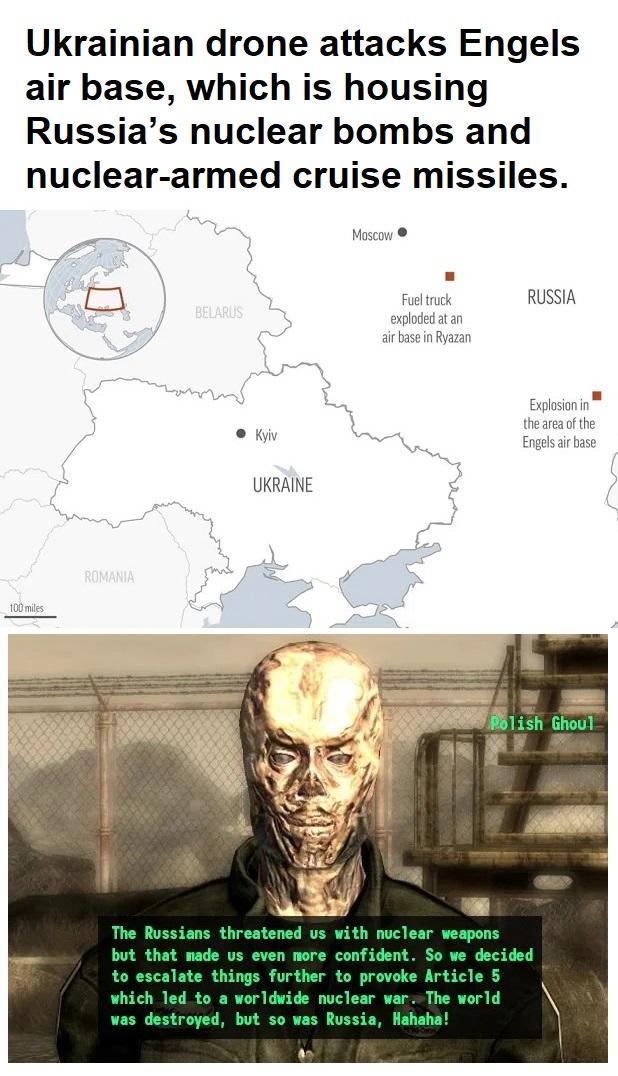 Ukrainian drone attacks Engels
air base, which is housing
Russia’s nuclear bombs and
nuclear-armed cruise missiles.
Moscow
Fuel truck
exploded at an
air base in Ryazan
RUSSIA
BELARUS
Explosion in
the area of the
Engels air base
Kyiv
UKRAINE
ROMANIA
100 miles
Polish Ghoul
The Russians threatened us with nuclear weapons
but that made us even more confident. So we decided
to escalate things further to provoke Article 5
which led to a worldwide nuclear war. The world
was destroyed, but so was Russia, Hahaha!